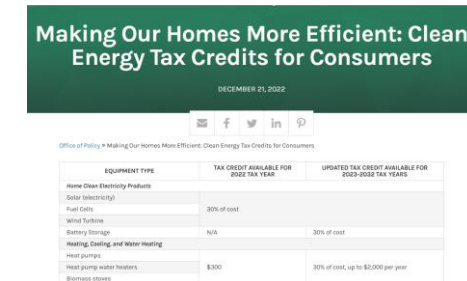 Making Our Homes More Efficient: Clean
Energy Tax Credits for Consumers
DECEMBER 21, 2022
Office of Policy » Making Our Homes More Efficient: Clean Energy Tax Credits for Consumers
EQUIPMENT TYPE
TAX CREDIT AVAILABLE FOR
2022 TAX YEAR
UPDATED TAX CREDIT AVAILABLE FOR
2023-2032 TAX YEARS
Home Clean Electricity Products
Solar (electricity)
Fuel Cells
Wind Turbine
30% of cost
Battery Storage
N/A
30% of cost
Heating, Cooling, and Water Heating
Heat pumps
Heat pump water heaters
Biomass stoves
$300
30% of cost, up to $2,000 per year